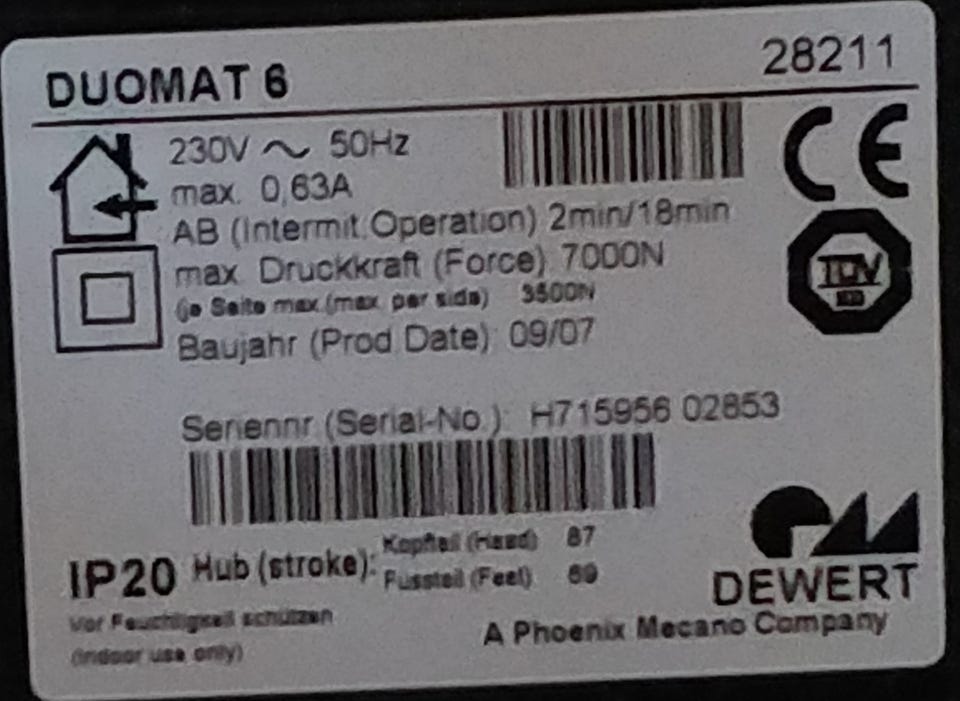 DUOMAT 6 28211
230V ~ 50Hz
max. 0,63A
AB (Intermit.Operation) 2min/18min
max. Druckkraft (Force) 7000N
(je Seite max.(max. per side) 3500N
Baujahr (Prod.Date) 09/07
CE
TÜV
Seriennr (Serial-No.): H715956 02853
Kopfteil (Head) 87
IP20 Hub (stroke):
Fussteil (Feet) 69
Vor Feuchtigkeit schützen
(indoor use only)
DEWERT
A Phoenix Mecano Company